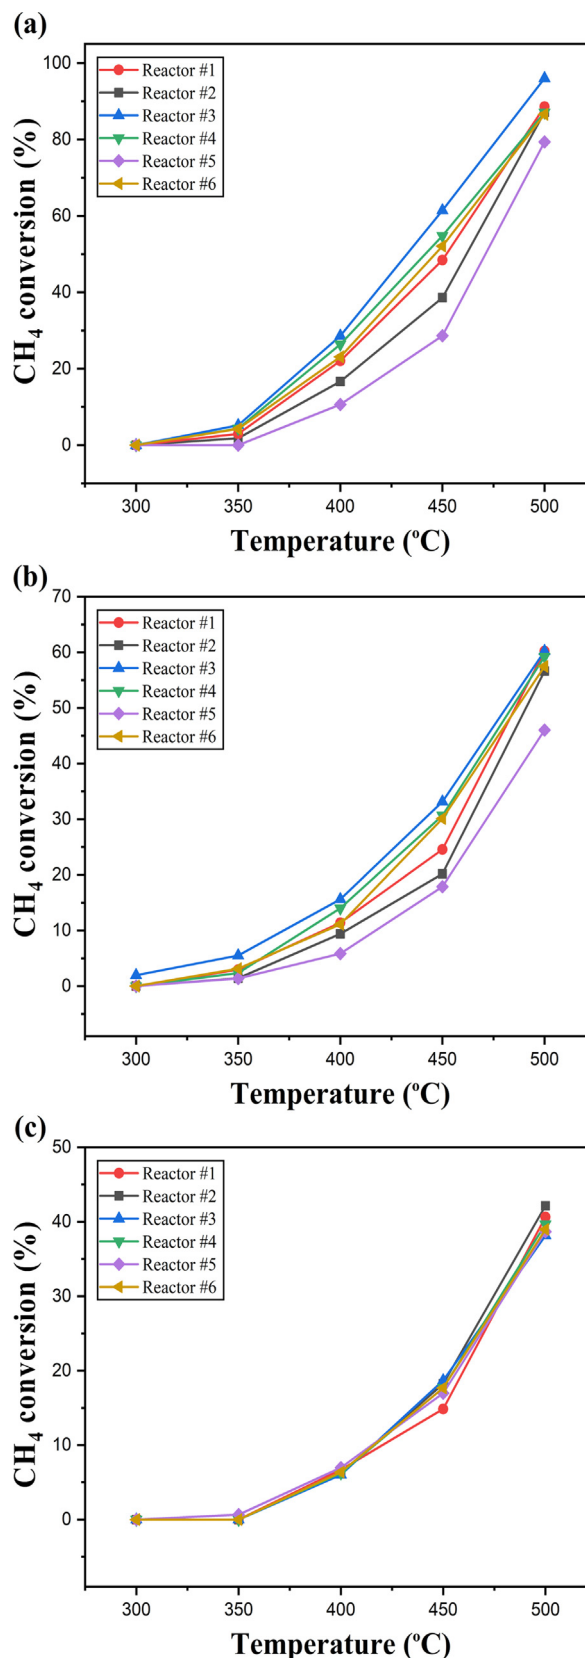 (a)
100
80
60
40
20
0
CH₄ conversion (%)
Reactor #1
Reactor #2
Reactor #3
Reactor #4
Reactor #5
Reactor #6
300 350 400 450 500
Temperature (ºC)
(b)
70
60
50
40
30
20
10
0
CH₄ conversion (%)
Reactor #1
Reactor #2
Reactor #3
Reactor #4
Reactor #5
Reactor #6
300 350 400 450 500
Temperature (ºC)
(c)
50
40
30
20
10
0
CH₄ conversion (%)
Reactor #1
Reactor #2
Reactor #3
Reactor #4
Reactor #5
Reactor #6
300 350 400 450 500
Temperature (ºC)